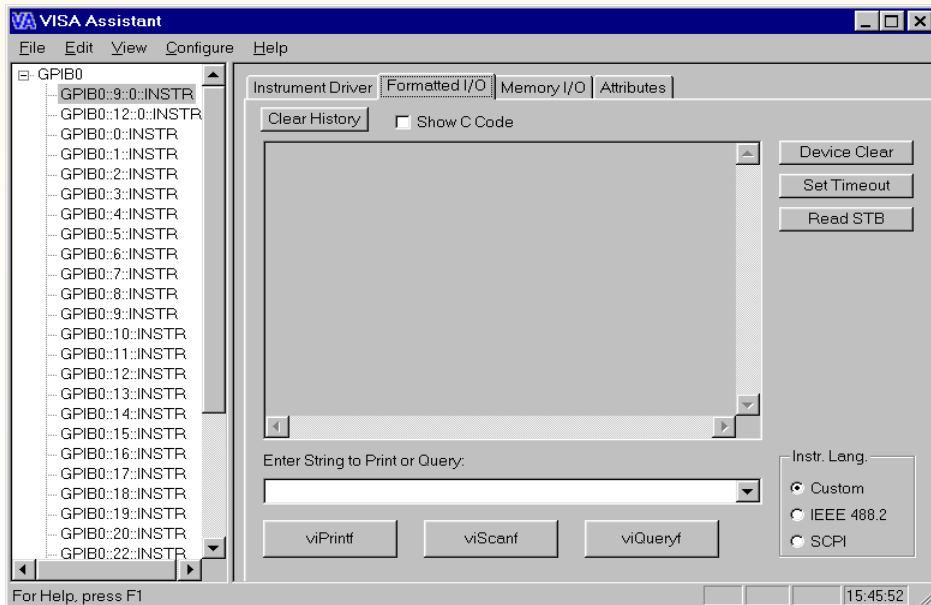 VISA Assistant
File Edit View Configure Help
GPIB0
GPIB0::9::0::INSTR
GPIB0::12::0::INSTR
GPIB0::0::INSTR
GPIB0::1::INSTR
GPIB0::2::INSTR
GPIB0::3::INSTR
GPIB0::4::INSTR
GPIB0::5::INSTR
GPIB0::6::INSTR
GPIB0::7::INSTR
GPIB0::8::INSTR
GPIB0::9::INSTR
GPIB0::10::INSTR
GPIB0::11::INSTR
GPIB0::12::INSTR
GPIB0::13::INSTR
GPIB0::14::INSTR
GPIB0::15::INSTR
GPIB0::16::INSTR
GPIB0::17::INSTR
GPIB0::18::INSTR
GPIB0::19::INSTR
GPIB0::20::INSTR
GPIB0::22::INSTR
Instrument Driver Formatted I/O Memory I/O Attributes
Clear History Show C Code
Device Clear
Set Timeout
Read STB
Enter String to Print or Query:
viPrintf viScanf viQueryf
Instr. Lang.
Custom
IEEE 488.2
SCPI
For Help, press F1
15:45:52